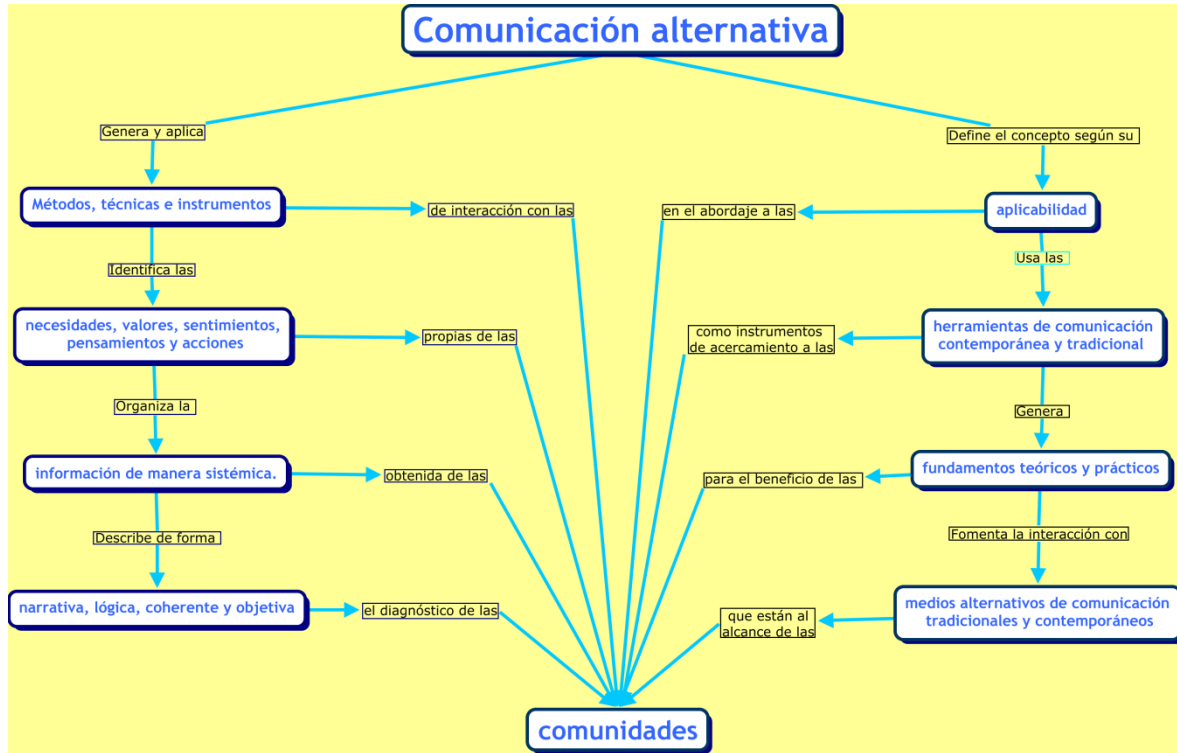 Comunicación alternativa
Genera y aplica
Define el concepto según su
Métodos, técnicas e instrumentos
de interacción con las
en el abordaje a las
aplicabilidad
Identifica las
Usa las
necesidades, valores, sentimientos,
pensamientos y acciones
propias de las
como instrumentos
de acercamiento a las
herramientas de comunicación
contemporánea y tradicional
Organiza la
Genera
información de manera sistémica.
obtenida de las
para el beneficio de las
fundamentos teóricos y prácticos
Describe de forma
Fomenta la interacción con
narrativa, lógica, coherente y objetiva
el diagnóstico de las
que están al
alcance de las
medios alternativos de comunicación
tradicionales y contemporáneos
comunidades